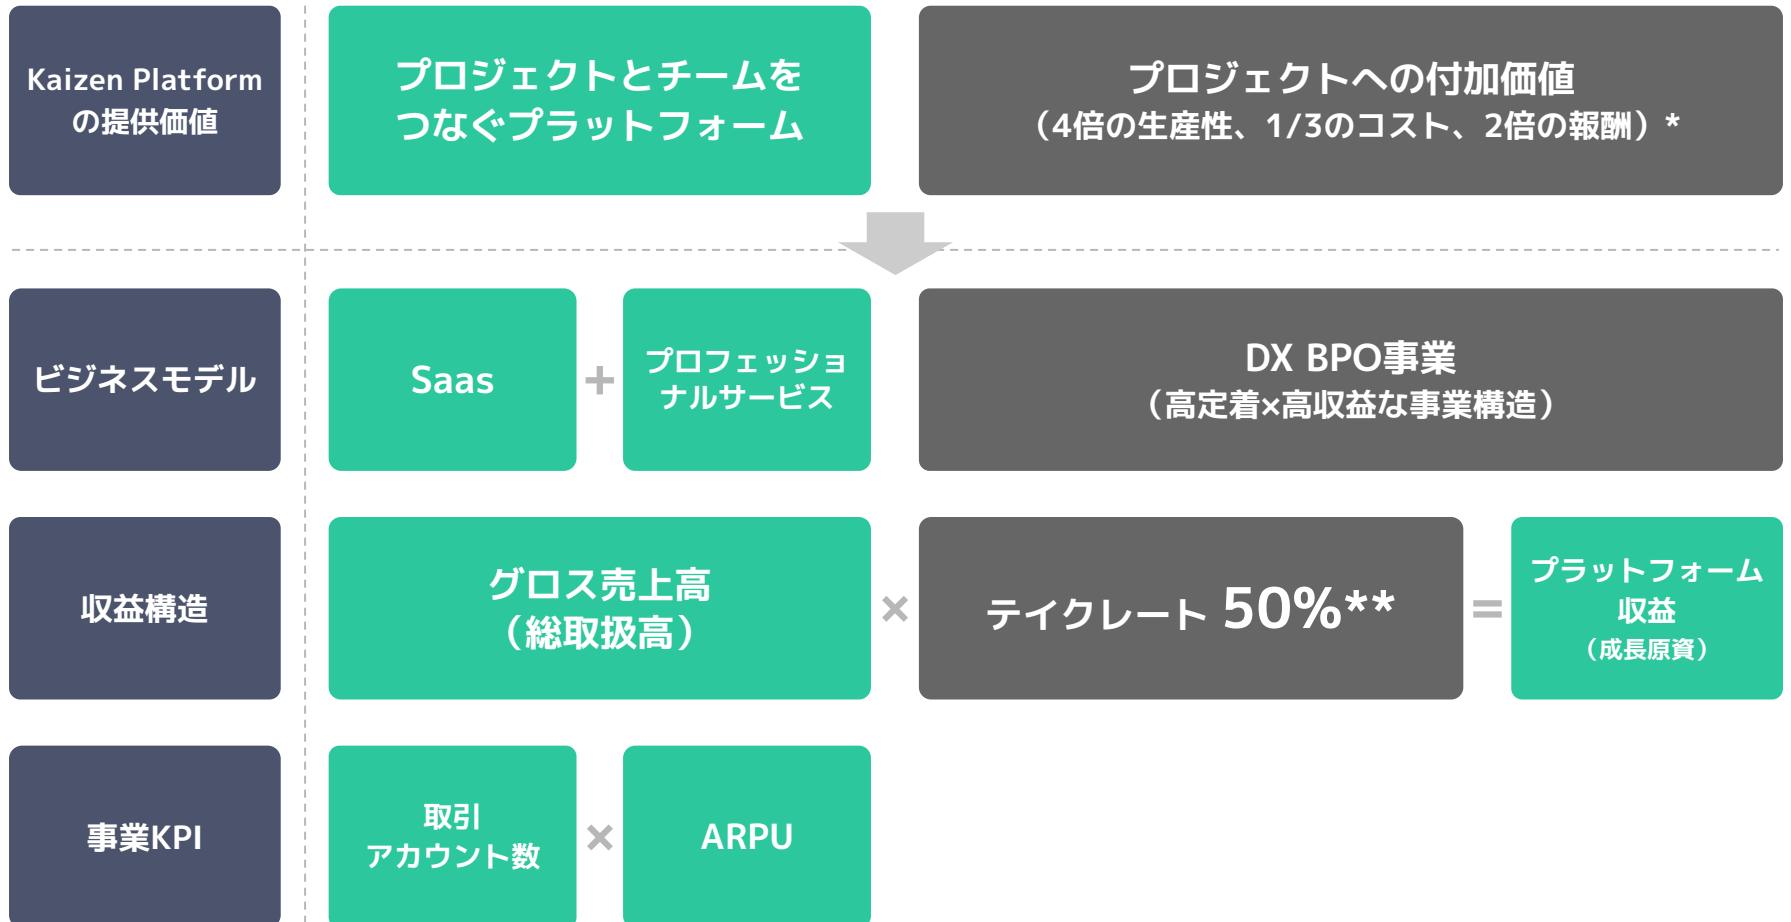 Kaizen Platform
の提供価値
プロジェクトとチームを
つなぐプラットフォーム
プロジェクトへの付加価値
（4倍の生産性、1/3のコスト、2倍の報酬）*
ビジネスモデル
Saas
+
プロフェッショ
ナルサービス
DX BPO事業
（高定着×高収益な事業構造）
収益構造
グロス売上高
（総取扱高）
×
テイクレート 50%**
=
プラットフォーム
収益
（成長原資）
事業KPI
取引
アカウント数
×
ARPU